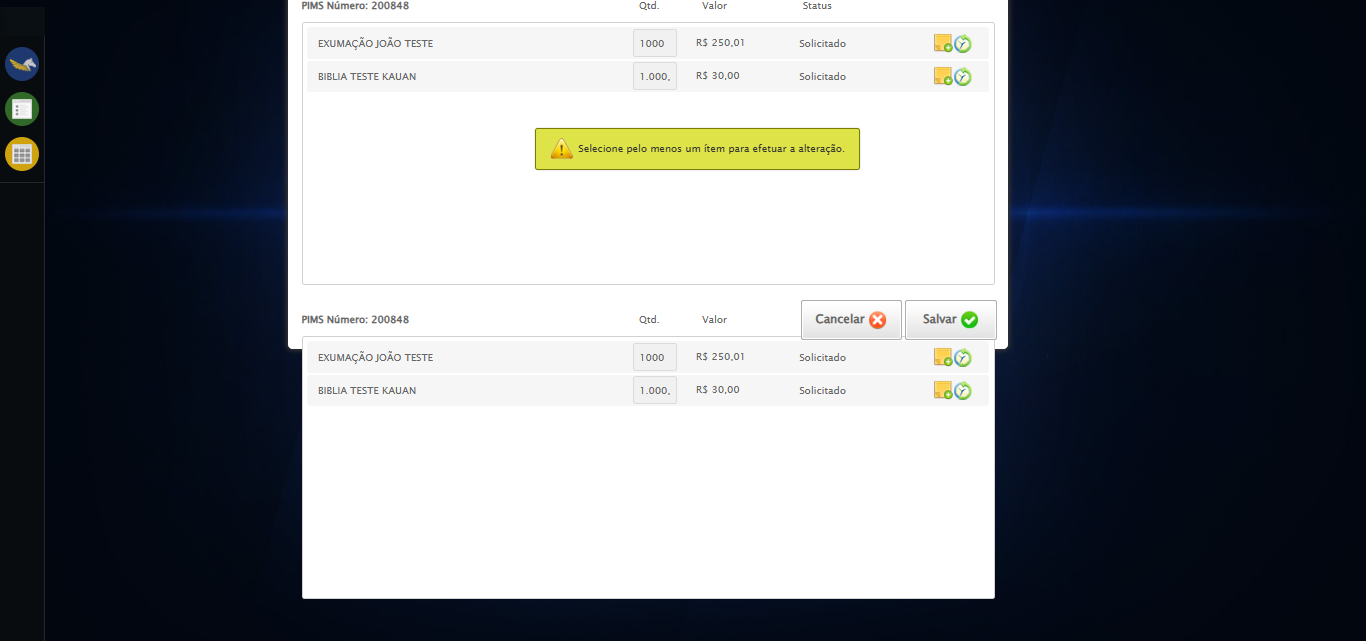 PIMS Número: 200848 Qtd. Valor Status
EXUMAÇÃO JOÃO TESTE 1000 R$ 250,01 Solicitado
BIBLIA TESTE KAUAN 1.000, R$ 30,00 Solicitado
Selecione pelo menos um ítem para efetuar a alteração.
PIMS Número: 200848 Qtd. Valor Cancelar Salvar
EXUMAÇÃO JOÃO TESTE 1000 R$ 250,01 Solicitado
BIBLIA TESTE KAUAN 1.000, R$ 30,00 Solicitado